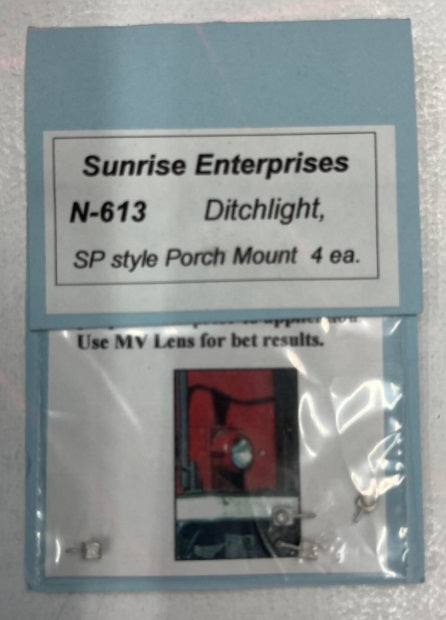 Sunrise Enterprises
N-613 Ditchlight,
SP style Porch Mount 4 ea.
Use MV Lens for bet results.